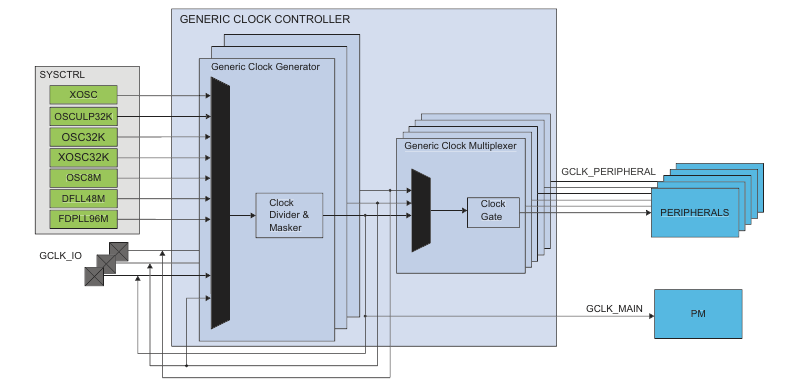 GENERIC CLOCK CONTROLLER
Generic Clock Generator
SYSCTRL
XOSC
OSCULP32K
OSC32K
XOSC32K
OSC8M
DFLL48M
FDPLL96M
GCLK_IO
Clock
Divider &
Masker
Generic Clock Multiplexer
Clock
Gate
GCLK_PERIPHERAL
PERIPHERALS
GCLK_MAIN
PM